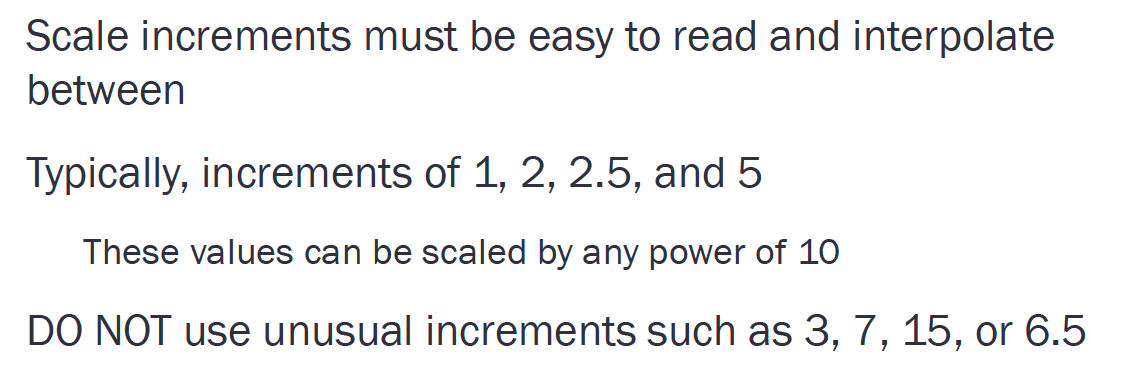 Scale increments must be easy to read and interpolate
between
Typically, increments of 1, 2, 2.5, and 5
These values can be scaled by any power of 10
DO NOT use unusual increments such as 3, 7, 15, or 6.5